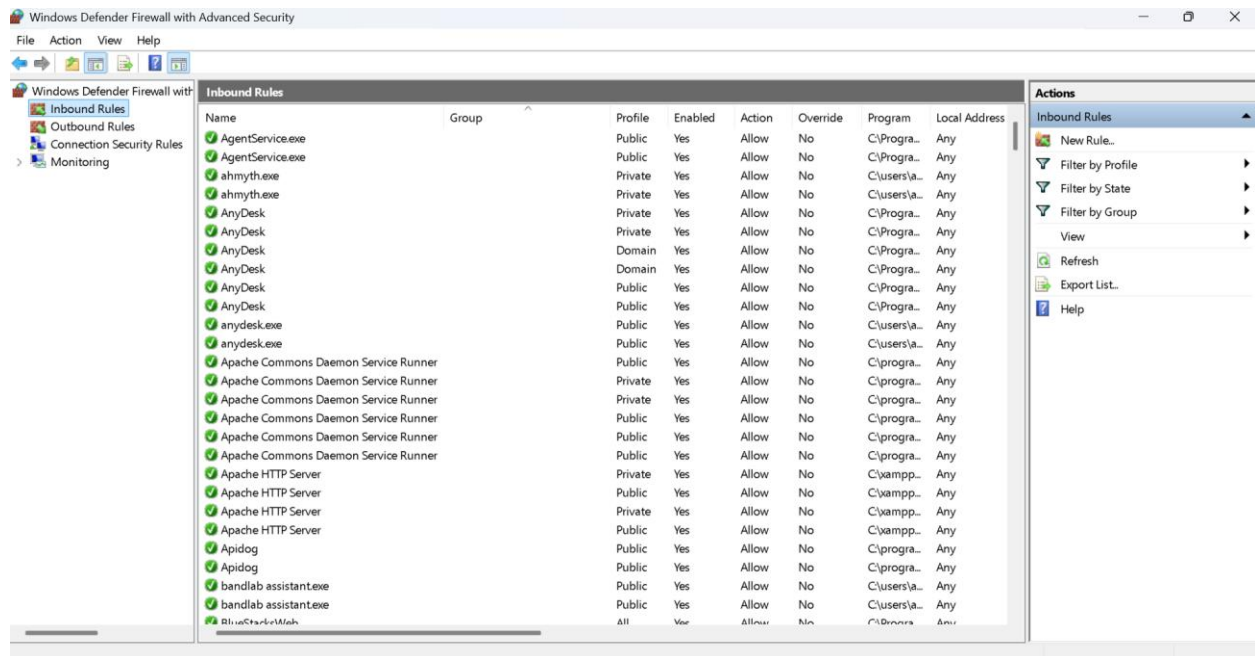 Windows Defender Firewall with Advanced Security
File Action View Help
Windows Defender Firewall with
Inbound Rules
Outbound Rules
Connection Security Rules
Monitoring
Inbound Rules
Name Group Profile Enabled Action Override Program Local Address
AgentService.exe Public Yes Allow No C:\Progra... Any
AgentService.exe Public Yes Allow No C:\Progra... Any
ahmyth.exe Private Yes Allow No C:\users\a... Any
ahmyth.exe Private Yes Allow No C:\users\a... Any
AnyDesk Private Yes Allow No C:\Progra... Any
AnyDesk Private Yes Allow No C:\Progra... Any
AnyDesk Domain Yes Allow No C:\Progra... Any
AnyDesk Domain Yes Allow No C:\Progra... Any
AnyDesk Public Yes Allow No C:\Progra... Any
AnyDesk Public Yes Allow No C:\Progra... Any
anydesk.exe Public Yes Allow No C:\users\a... Any
anydesk.exe Public Yes Allow No C:\users\a... Any
Apache Commons Daemon Service Runner Public Yes Allow No C:\progra... Any
Apache Commons Daemon Service Runner Private Yes Allow No C:\progra... Any
Apache Commons Daemon Service Runner Private Yes Allow No C:\progra... Any
Apache Commons Daemon Service Runner Public Yes Allow No C:\progra... Any
Apache Commons Daemon Service Runner Public Yes Allow No C:\progra... Any
Apache Commons Daemon Service Runner Public Yes Allow No C:\progra... Any
Apache HTTP Server Private Yes Allow No C:\xampp... Any
Apache HTTP Server Public Yes Allow No C:\xampp... Any
Apache HTTP Server Private Yes Allow No C:\xampp... Any
Apache HTTP Server Public Yes Allow No C:\xampp... Any
Apidog Public Yes Allow No C:\progra... Any
Apidog Public Yes Allow No C:\progra... Any
bandlab assistant.exe Public Yes Allow No C:\users\a... Any
bandlab assistant.exe Public Yes Allow No C:\users\a... Any
BlueStacksWeb All Yes Allow No C:\Progra... Any
Actions
Inbound Rules
New Rule...
Filter by Profile
Filter by State
Filter by Group
View
Refresh
Export List...
Help